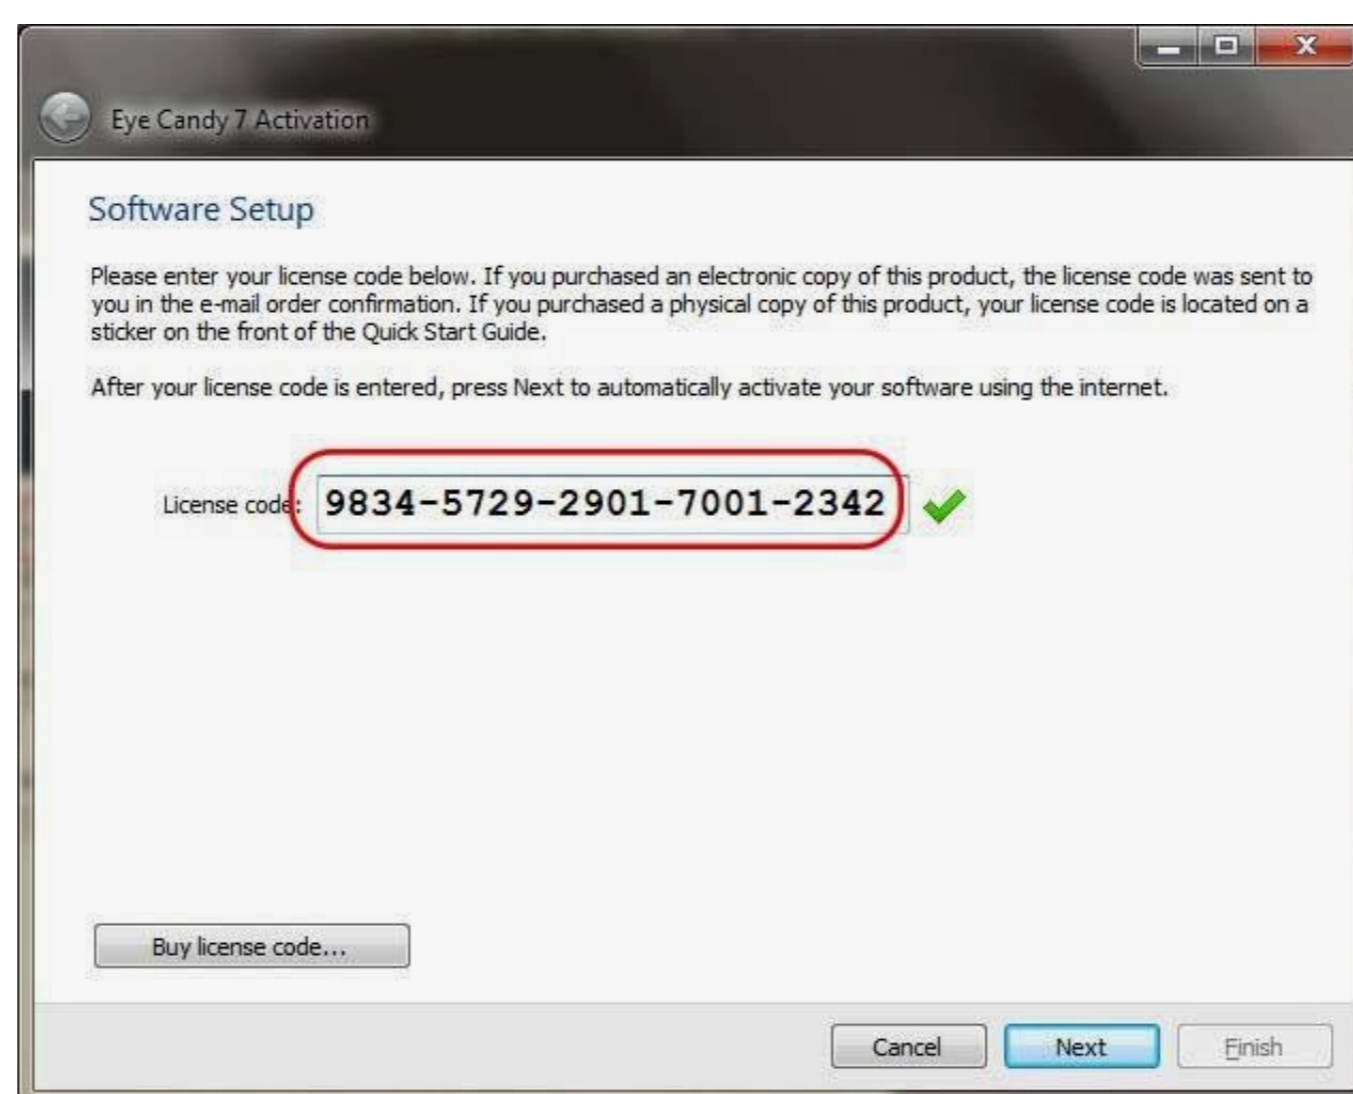 Eye Candy 7 Activation
Software Setup
Please enter your license code below. If you purchased an electronic copy of this product, the license code was sent to
you in the e-mail order confirmation. If you purchased a physical copy of this product, your license code is located on a
sticker on the front of the Quick Start Guide.
After your license code is entered, press Next to automatically activate your software using the internet.
License code: 9834-5729-2901-7001-2342
Buy license code...
Cancel Next Finish